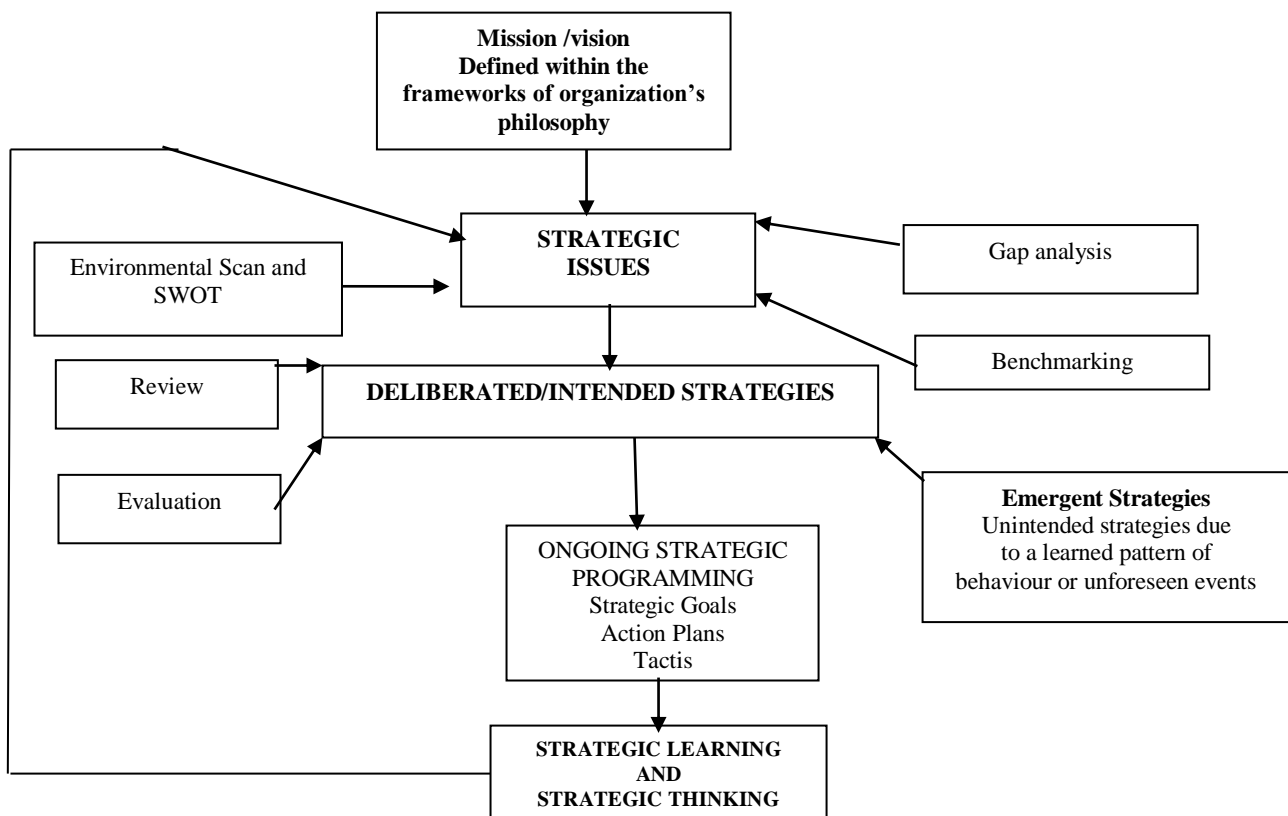 Mission /vision
Defined within the
frameworks of organization's
philosophy
STRATEGIC
ISSUES
Gap analysis
Environmental Scan and
SWOT
Benchmarking
Review
DELIBERATED/INTENDED STRATEGIES
Evaluation
Emergent Strategies
Unintended strategies due
to a learned pattern of
behaviour or unforeseen events
ONGOING STRATEGIC
PROGRAMMING
Strategic Goals
Action Plans
Tactis
STRATEGIC LEARNING
AND
STRATEGIC THINKING